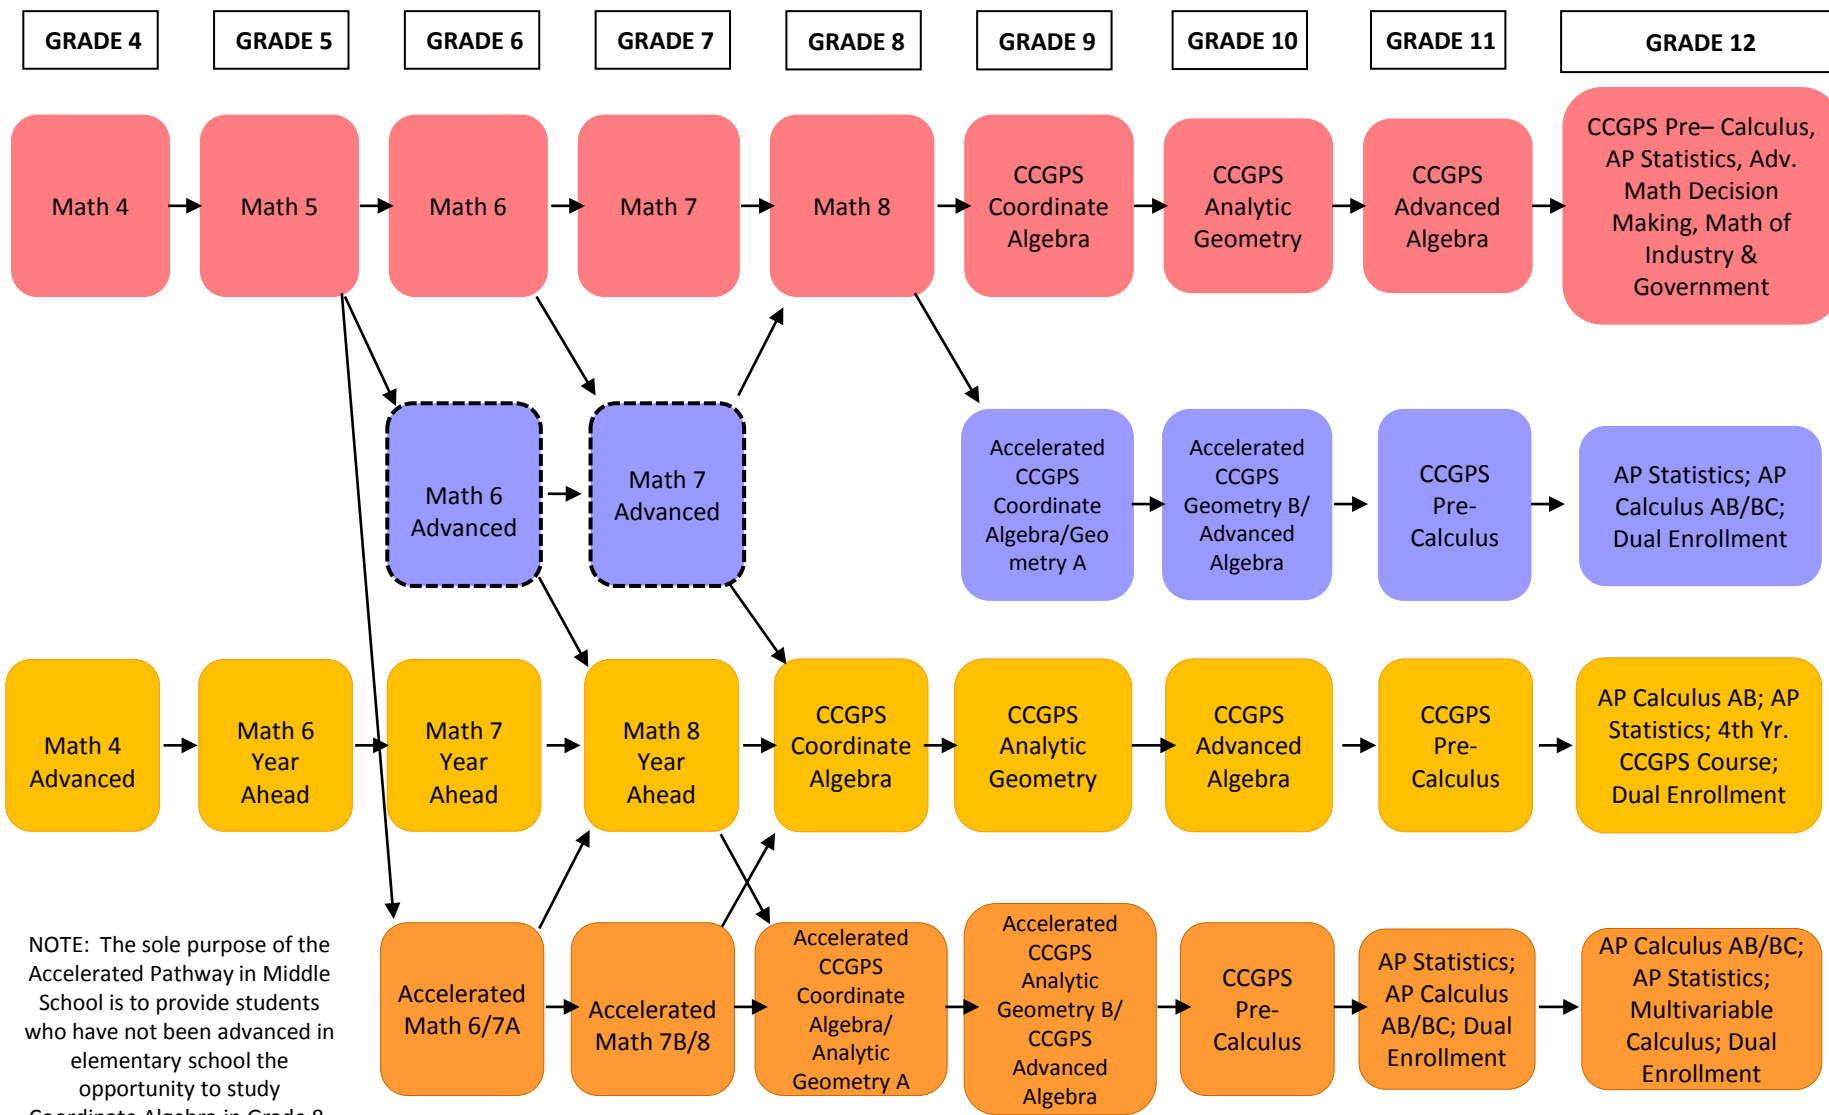 GRADE 4
GRADE 5
GRADE 6
GRADE 7
GRADE 8
GRADE 9
GRADE 10
GRADE 11
GRADE 12
Math 4
Math 5
Math 6
Math 7
Math 8
CCGPS
Coordinate
Algebra
CCGPS
Analytic
Geometry
CCGPS
Advanced
Algebra
CCGPS Pre– Calculus,
AP Statistics, Adv.
Math Decision
Making, Math of
Industry &
Government
Math 6
Advanced
Math 7
Advanced
Accelerated
CCGPS
Coordinate
Algebra/Geo
metry A
Accelerated
CCGPS
Geometry B/
Advanced
Algebra
CCGPS
Pre-
Calculus
AP Statistics; AP
Calculus AB/BC;
Dual Enrollment
Math 4
Advanced
Math 6
Year
Ahead
Math 7
Year
Ahead
Math 8
Year
Ahead
CCGPS
Coordinate
Algebra
CCGPS
Analytic
Geometry
CCGPS
Advanced
Algebra
CCGPS
Pre-
Calculus
AP Calculus AB; AP
Statistics; 4th Yr.
CCGPS Course;
Dual Enrollment
NOTE: The sole purpose of the
Accelerated Pathway in Middle
School is to provide students
who have not been advanced in
elementary school the
opportunity to study
Coordinate Algebra in Grade 8
Accelerated
Math 6/7A
Accelerated
Math 7B/8
Accelerated
CCGPS
Coordinate
Algebra/
Analytic
Geometry A
Accelerated
CCGPS
Analytic
Geometry B/
CCGPS
Advanced
Algebra
CCGPS
Pre-
Calculus
AP Statistics;
AP Calculus
AB/BC; Dual
Enrollment
AP Calculus AB/BC;
AP Statistics;
Multivariable
Calculus; Dual
Enrollment